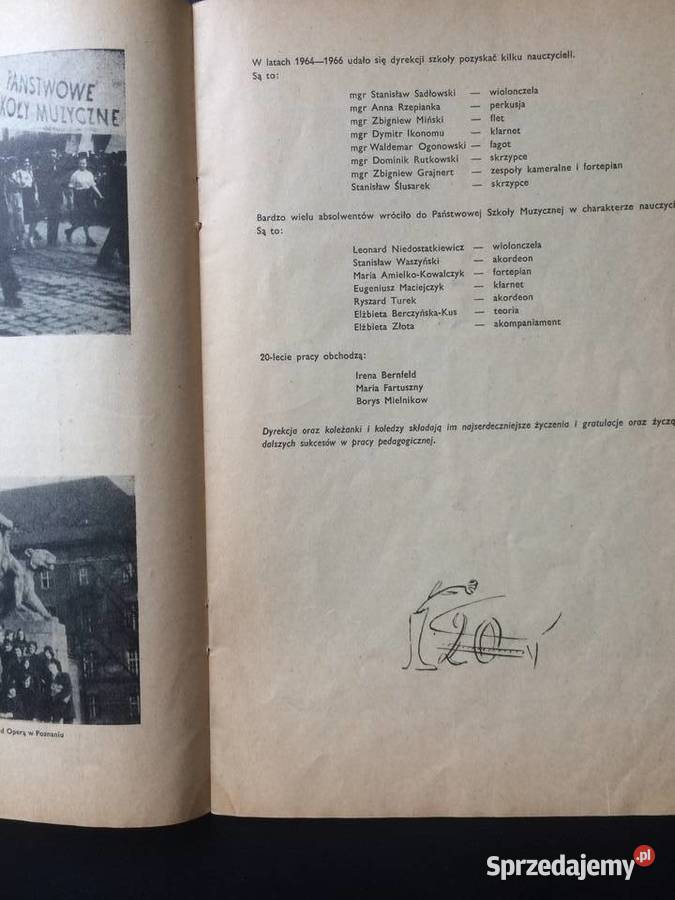 PAŃSTWOWE
KOŁY MUZYCZNE
d Operą w Poznaniu
W latach 1964—1966 udało się dyrekcji szkoły pozyskać kilku nauczycieli.
Są to:
mgr Stanisław Sadłowski — wiolonczela
mgr Anna Rzepianka — perkusja
mgr Zbigniew Miński — flet
mgr Dymitr Ikonomu — klarnet
mgr Waldemar Ogonowski — fagot
mgr Dominik Rutkowski — skrzypce
mgr Zbigniew Grajnert — zespoły kameralne i fortepian
Stanisław Ślusarek — skrzypce
Bardzo wielu absolwentów wróciło do Państwowej Szkoły Muzycznej w charakterze nauczyci
Są to:
Leonard Niedostatkiewicz — wiolonczela
Stanisław Waszyński — akordeon
Maria Amielko-Kowalczyk — fortepian
Eugeniusz Maciejczyk — klarnet
Ryszard Turek — akordeon
Elżbieta Berczyńska-Kus — teoria
Elżbieta Złota — akompaniament
20-lecie pracy obchodzą:
Irena Bernfeld
Maria Fartuszny
Borys Mielnikow
Dyrekcja oraz koleżanki i koledzy składają im najserdeczniejsze życzenia i gratulacje oraz życzą
dalszych sukcesów w pracy pedagogicznej.
20
Sprzedajemy.pl